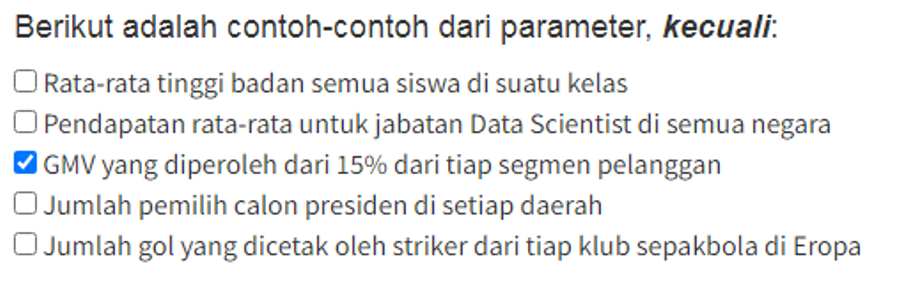 Berikut adalah contoh-contoh dari parameter, kecuali:
Rata-rata tinggi badan semua siswa di suatu kelas
Pendapatan rata-rata untuk jabatan Data Scientist di semua negara
GMV yang diperoleh dari 15% dari tiap segmen pelanggan
Jumlah pemilih calon presiden di setiap daerah
Jumlah gol yang dicetak oleh striker dari tiap klub sepakbola di Eropa